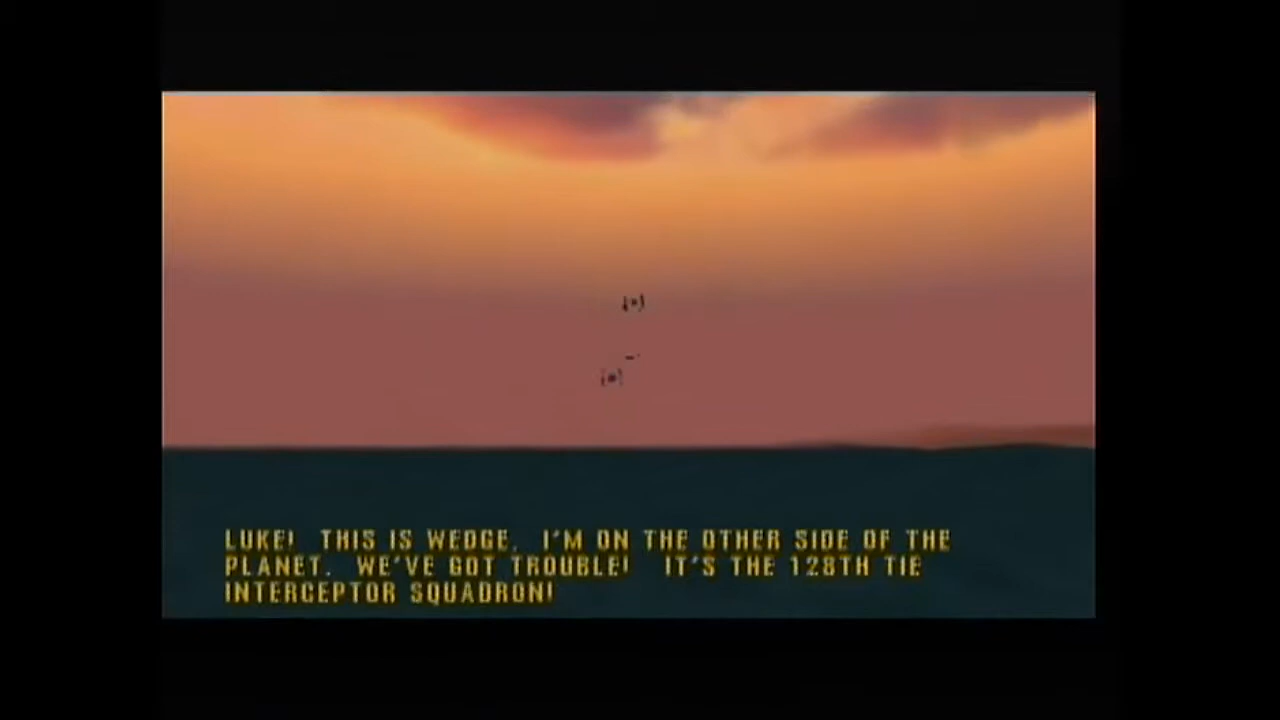 LUKE! THIS IS WEDGE. I'M ON THE OTHER SIDE OF THE
PLANET. WE'VE GOT TROUBLE! IT'S THE 128TH TIE
INTERCEPTOR SQUADRON!